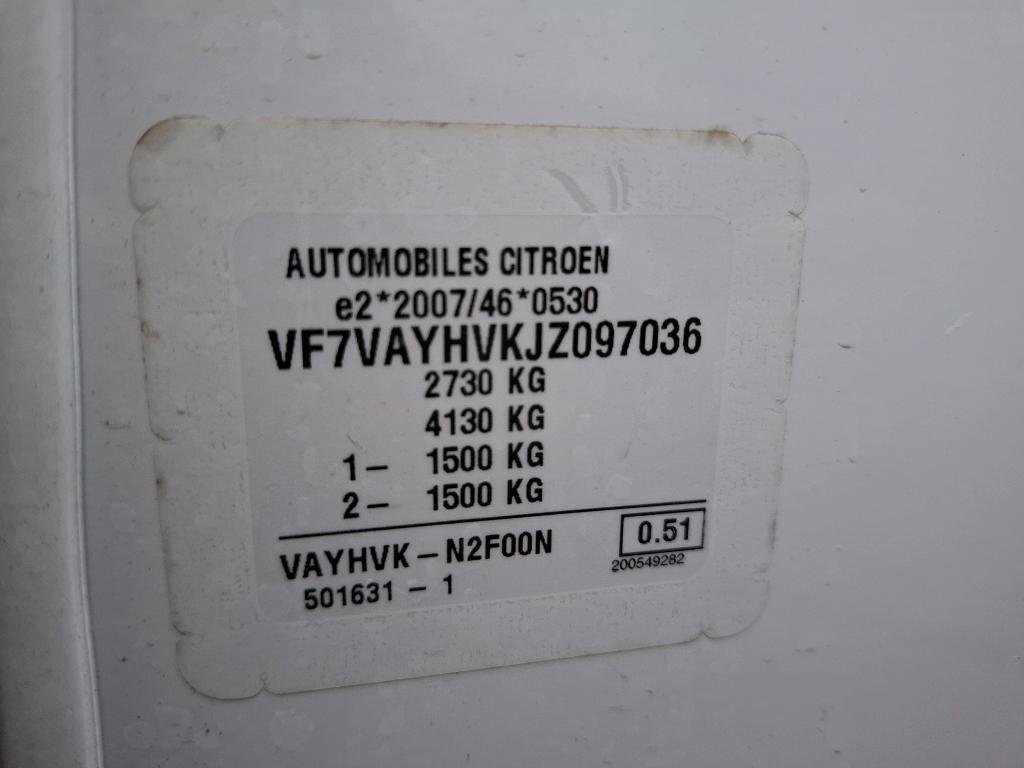 AUTOMOBILES CITROEN
e2*2007/46*0530
VF7VAYHVKJZ097036
2730 KG
4130 KG
1- 1500 KG
2- 1500 KG
VAYHVK-N2F00N
0.51
200549282
501631-1